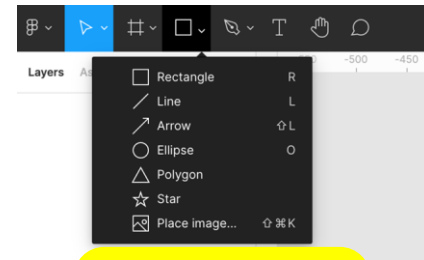 T
-500
-450
Layers
Rectangle R
Line L
Arrow ⇧L
Ellipse O
Polygon
Star
Place image... ⇧⌘K